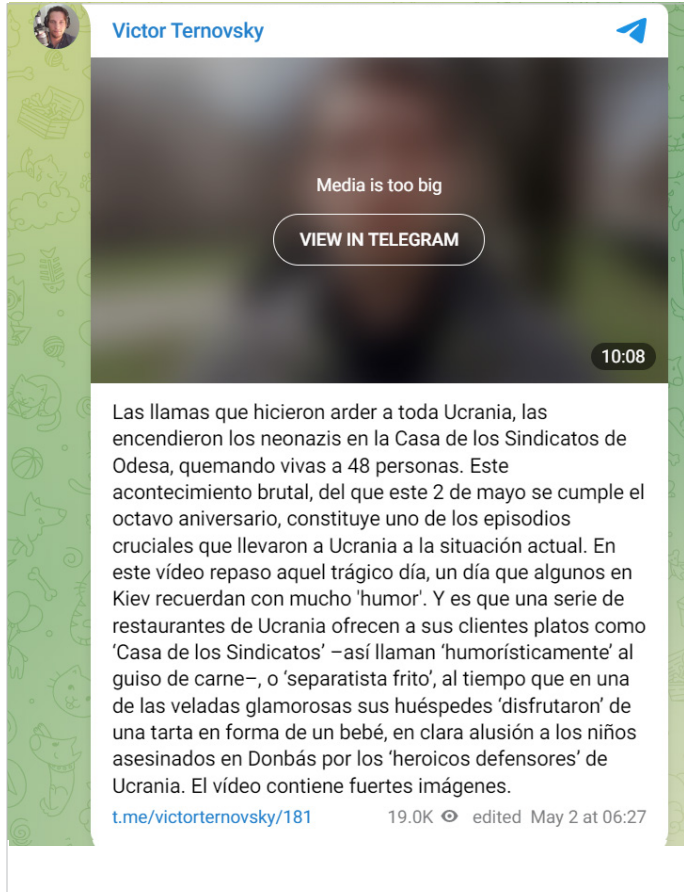 Victor Ternovsky
Media is too big
VIEW IN TELEGRAM
10:08
Las llamas que hicieron arder a toda Ucrania, las
encendieron los neonazis en la Casa de los Sindicatos de
Odesa, quemando vivas a 48 personas. Este
acontecimiento brutal, del que este 2 de mayo se cumple el
octavo aniversario, constituye uno de los episodios
cruciales que llevaron a Ucrania a la situación actual. En
este vídeo repaso aquel trágico día, un día que algunos en
Kiev recuerdan con mucho 'humor'. Y es que una serie de
restaurantes de Ucrania ofrecen a sus clientes platos como
‘Casa de los Sindicatos’ –así llaman ‘humorísticamente’ al
guiso de carne–, o ‘separatista frito’, al tiempo que en una
de las veladas glamorosas sus huéspedes ‘disfrutaron’ de
una tarta en forma de un bebé, en clara alusión a los niños
asesinados en Donbás por los ‘heroicos defensores’ de
Ucrania. El vídeo contiene fuertes imágenes.
t.me/victorternovsky/181 19.0K edited May 2 at 06:27